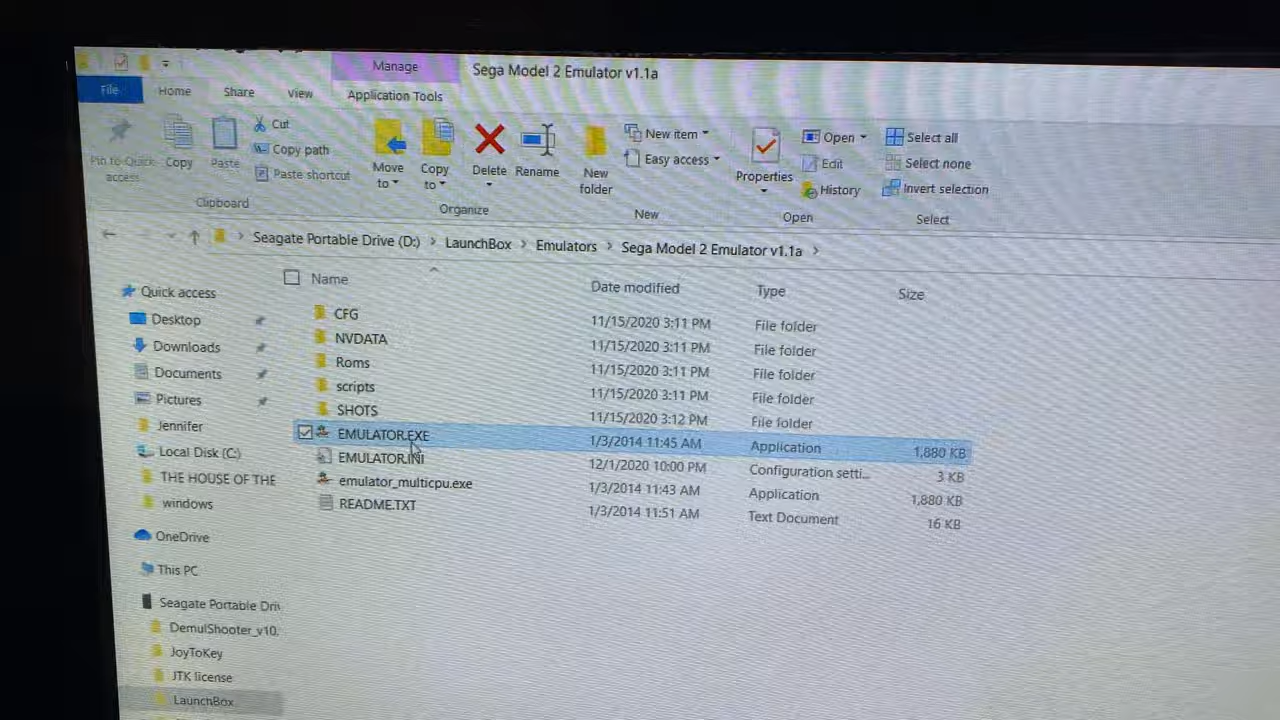 Manage
Sega Model 2 Emulator v1.1a
File
Home
Share
View
Application Tools
Pin to Quick access
Copy
Paste
Cut
Copy path
Paste shortcut
Clipboard
Move to
Copy to
Delete
Rename
Organize
New folder
New item
Easy access
New
Properties
Open
Edit
History
Open
Select all
Select none
Invert selection
Select
Seagate Portable Drive (D:) > LaunchBox > Emulators > Sega Model 2 Emulator v1.1a >
Name Date modified Type Size
CFG 11/15/2020 3:11 PM File folder
NVDATA 11/15/2020 3:11 PM File folder
Roms 11/15/2020 3:11 PM File folder
scripts 11/15/2020 3:11 PM File folder
SHOTS 11/15/2020 3:12 PM File folder
EMULATOR.EXE 1/3/2014 11:45 AM Application 1,880 KB
EMULATOR.INI 12/1/2020 10:00 PM Configuration setti... 3 KB
emulator_multicpu.exe 1/3/2014 11:43 AM Application 1,880 KB
README.TXT 1/3/2014 11:51 AM Text Document 16 KB
Quick access
Desktop
Downloads
Documents
Pictures
Jennifer
Local Disk (C:)
THE HOUSE OF THE
windows
OneDrive
This PC
Seagate Portable Driv
DemulShooter_v10.
JoyToKey
JTK license
LaunchBox